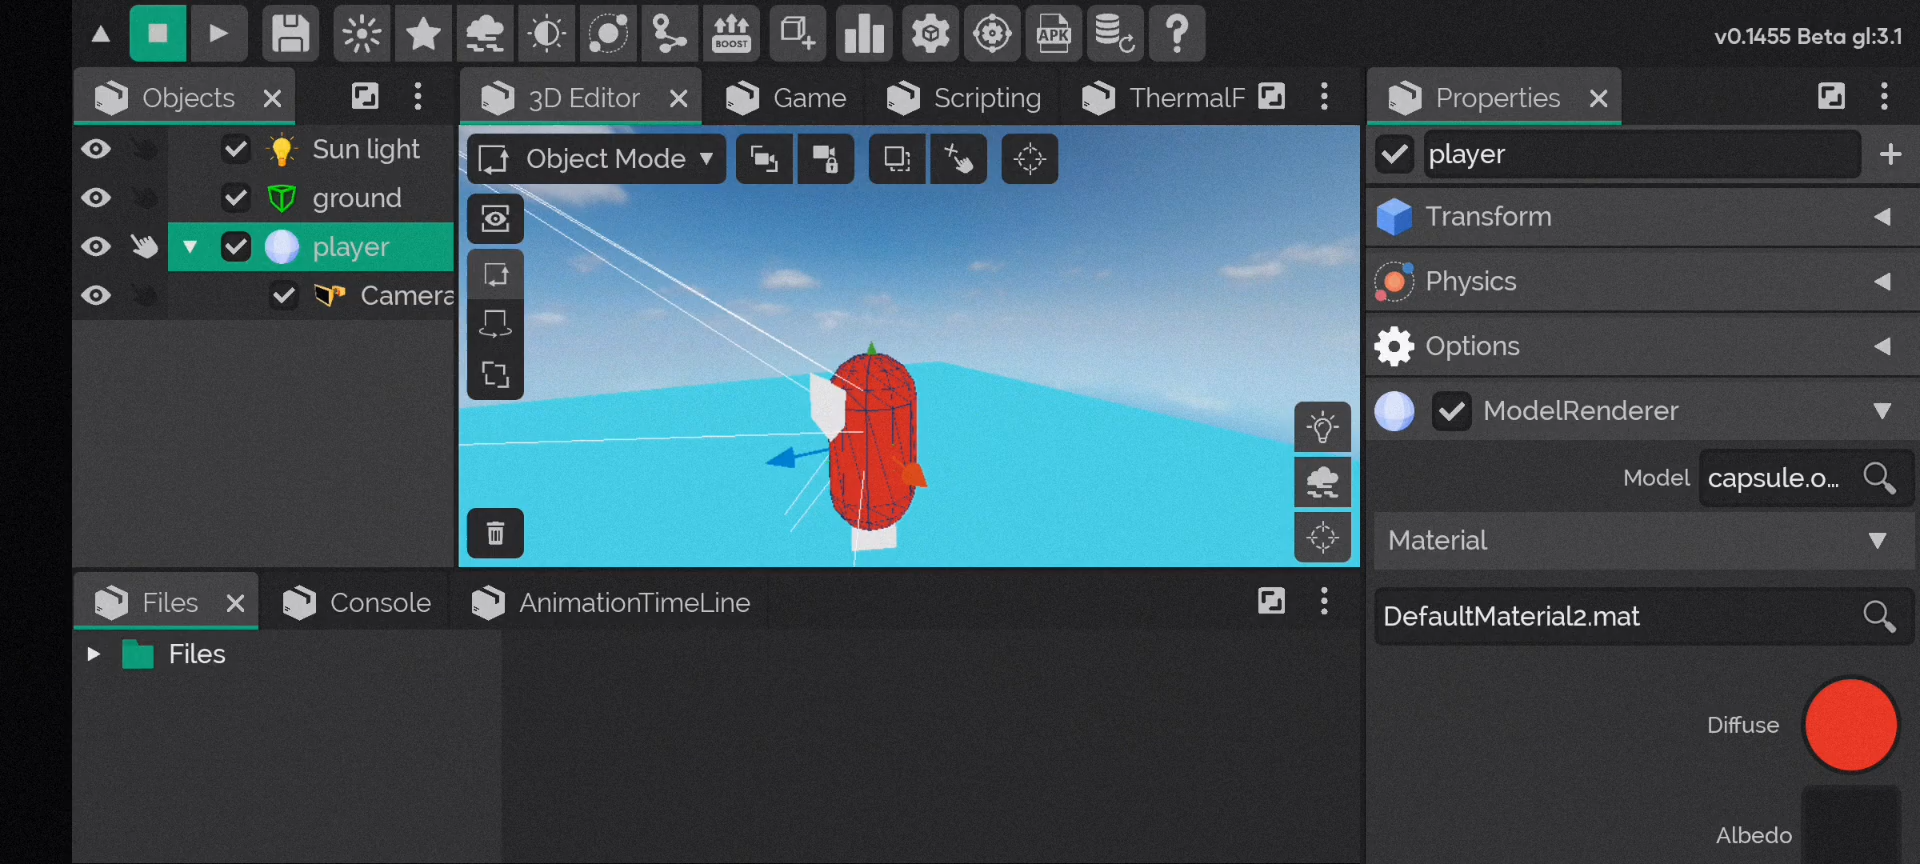 BOOST
APK
v0.1455 Beta gl:3.1
Objects
3D Editor
Game
Scripting
ThermalF
Properties
Sun light
ground
player
Camera
Object Mode
player
Transform
Physics
Options
ModelRenderer
Model
capsule.o...
Material
DefaultMaterial2.mat
Diffuse
Albedo
Files
Console
AnimationTimeLine
Files